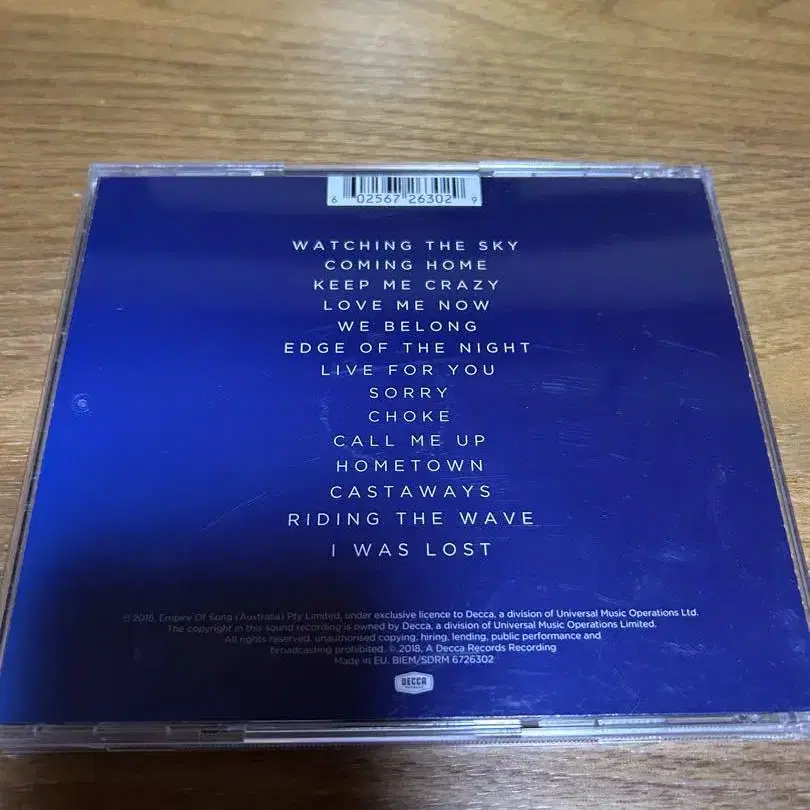 6 02567 26302 9
WATCHING THE SKY
COMING HOME
KEEP ME CRAZY
LOVE ME NOW
WE BELONG
EDGE OF THE NIGHT
LIVE FOR YOU
SORRY
CHOKE
CALL ME UP
HOMETOWN
CASTAWAYS
RIDING THE WAVE
I WAS LOST
℗ 2018, Empire Of Song (Australia) Pty Limited, under exclusive licence to Decca, a division of Universal Music Operations Ltd.
The copyright in this sound recording is owned by Decca, a division of Universal Music Operations Limited.
All rights reserved, unauthorised copying, hiring, lending, public performance and
broadcasting prohibited. © 2018, A Decca Records Recording
Made in EU. BIEM/SDRM 6726302
DECCA